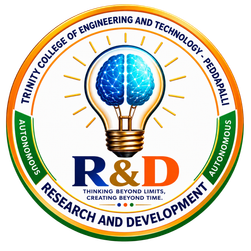 TRINITY COLLEGE OF ENGINEERING AND TECHNOLOGY - PEDDAPALLI
AUTONOMOUS
AUTONOMOUS
R&D
THINKING BEYOND LIMITS,
CREATING BEYOND TIME.
RESEARCH AND DEVELOPMENT